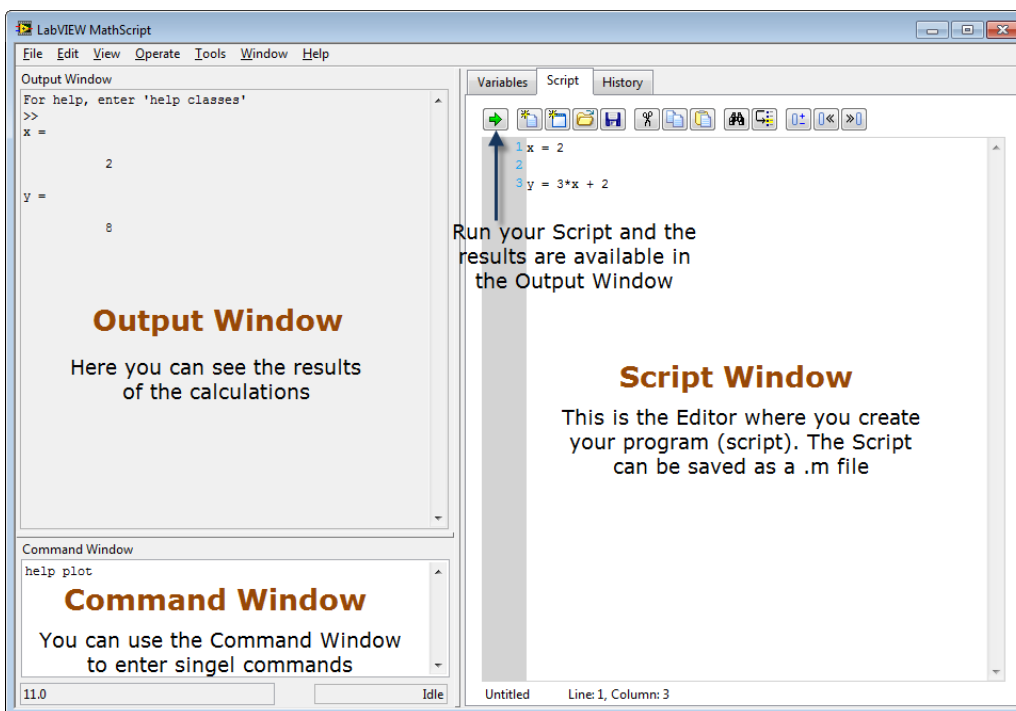 LabVIEW MathScript
File Edit View Operate Tools Window Help
Output Window
For help, enter 'help classes'
>>
x =
2
y =
8
Output Window
Here you can see the results
of the calculations
Command Window
help plot
Command Window
You can use the Command Window
to enter singel commands
11.0
Idle
Variables Script History
1 x = 2
2
3 y = 3*x + 2
Run your Script and the
results are available in
the Output Window
Script Window
This is the Editor where you create
your program (script). The Script
can be saved as a .m file
Untitled Line: 1, Column: 3